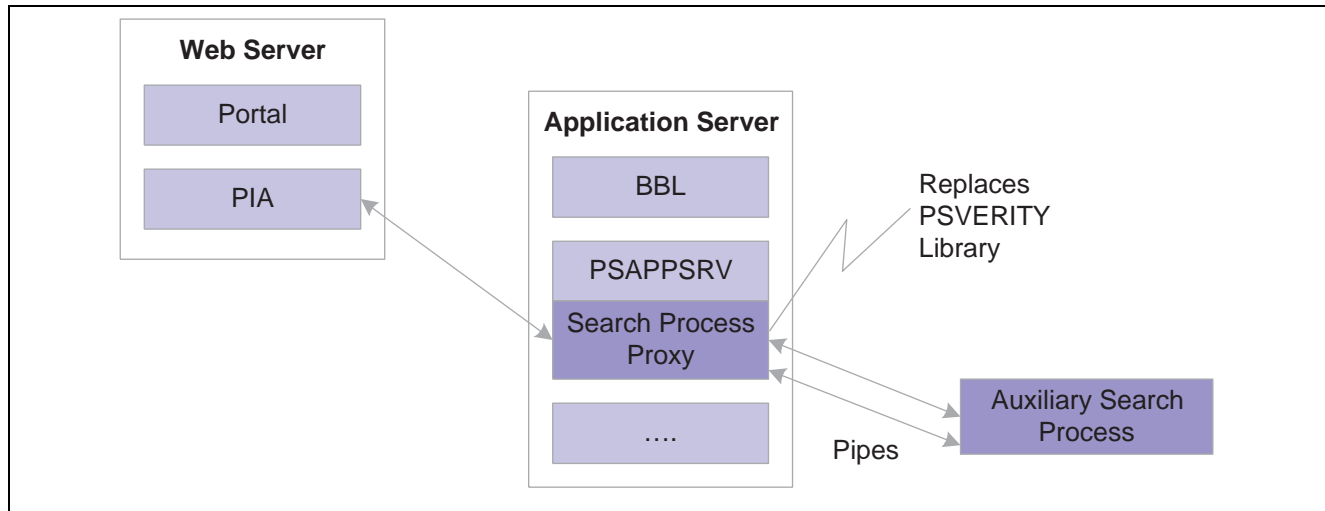 Web Server
Portal
PIA
Application Server
BBL
PSAPPSRV
Search Process
Proxy
....
Replaces
PSVERITY
Library
Pipes
Auxiliary Search
Process